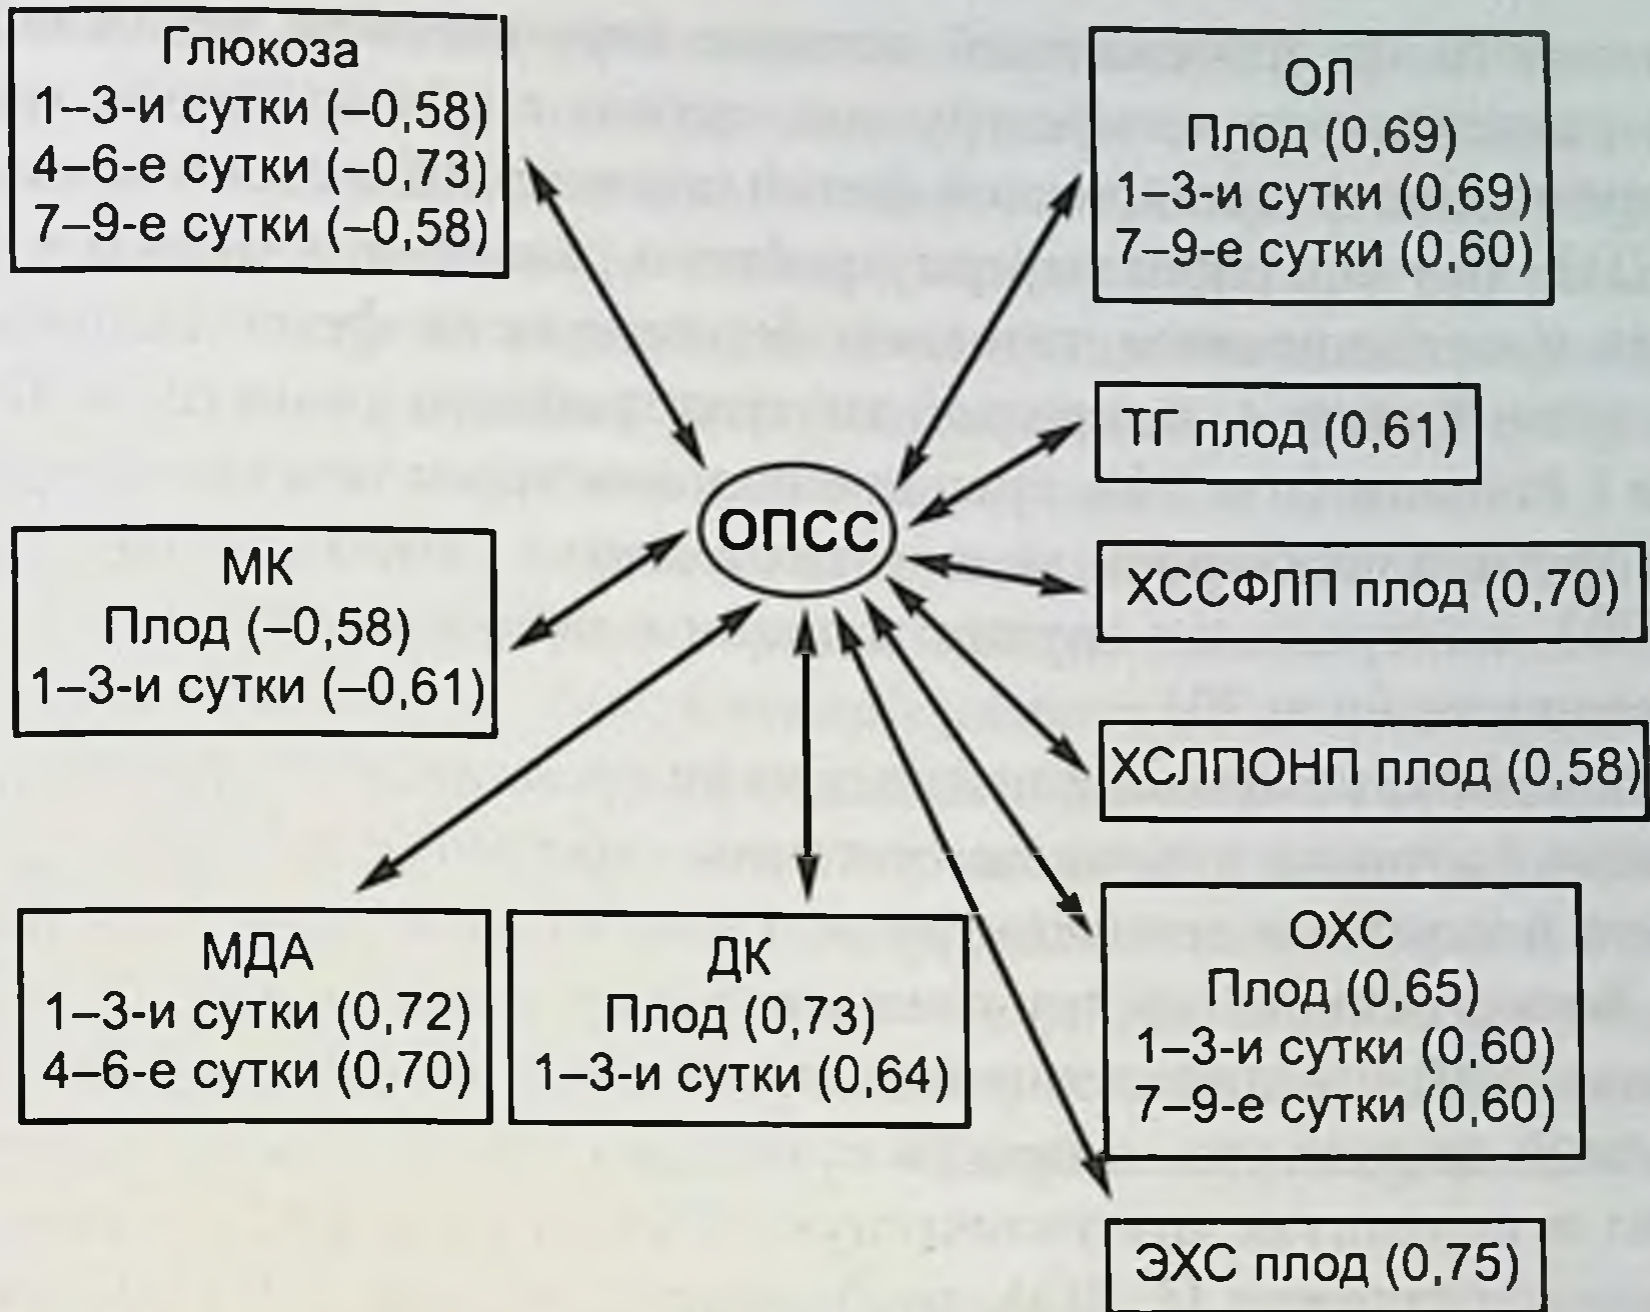 Глюкоза
1–3-и сутки (–0,58)
4–6-е сутки (–0,73)
7–9-е сутки (–0,58)
ОЛ
Плод (0,69)
1–3-и сутки (0,69)
7–9-е сутки (0,60)
ТГ плод (0,61)
ОПСС
ХССФЛП плод (0,70)
МК
Плод (–0,58)
1–3-и сутки (–0,61)
ХСЛПОНП плод (0,58)
МДА
1–3-и сутки (0,72)
4–6-е сутки (0,70)
ДК
Плод (0,73)
1–3-и сутки (0,64)
ОХС
Плод (0,65)
1–3-и сутки (0,60)
7–9-е сутки (0,60)
ЭХС плод (0,75)